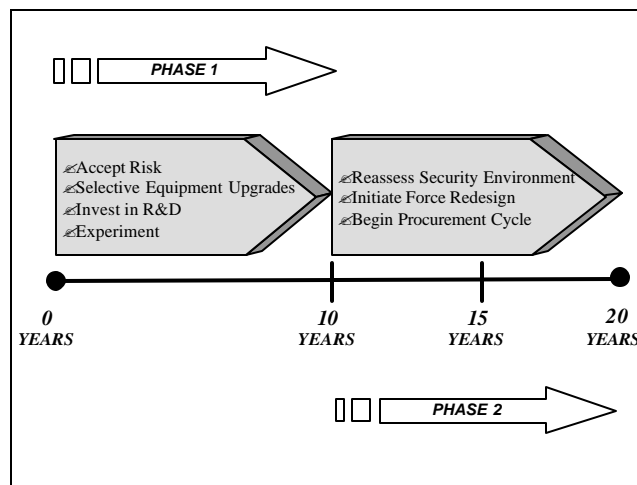 PHASE 1
✍Accept Risk
✍Selective Equipment Upgrades
✍Invest in R&D
✍Experiment
✍Reassess Security Environment
✍Initiate Force Redesign
✍Begin Procurement Cycle
0
YEARS
10
YEARS
15
YEARS
20
YEARS
PHASE 2